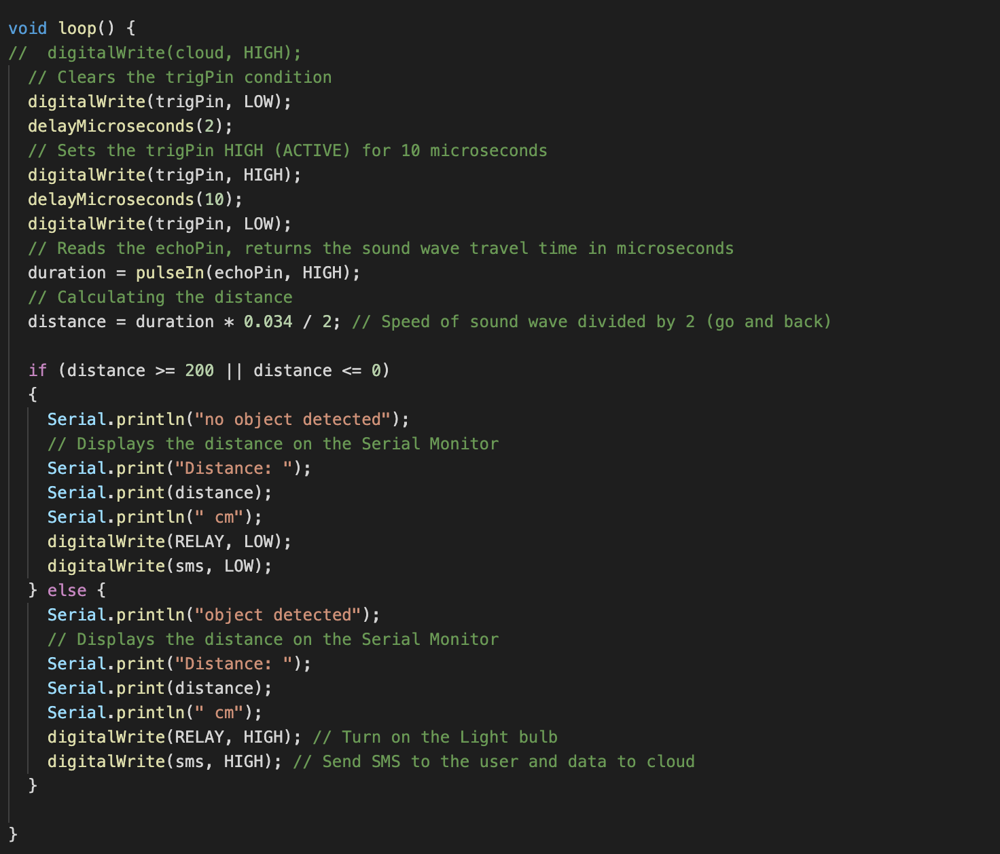 void loop() {
//  digitalWrite(cloud, HIGH);
  // Clears the trigPin condition
  digitalWrite(trigPin, LOW);
  delayMicroseconds(2);
  // Sets the trigPin HIGH (ACTIVE) for 10 microseconds
  digitalWrite(trigPin, HIGH);
  delayMicroseconds(10);
  digitalWrite(trigPin, LOW);
  // Reads the echoPin, returns the sound wave travel time in microseconds
  duration = pulseIn(echoPin, HIGH);
  // Calculating the distance
  distance = duration * 0.034 / 2; // Speed of sound wave divided by 2 (go and back)

  if (distance >= 200 || distance <= 0)
  {
    Serial.println("no object detected");
    // Displays the distance on the Serial Monitor
    Serial.print("Distance: ");
    Serial.print(distance);
    Serial.println(" cm");
    digitalWrite(RELAY, LOW);
    digitalWrite(sms, LOW);
  } else {
    Serial.println("object detected");
    // Displays the distance on the Serial Monitor
    Serial.print("Distance: ");
    Serial.print(distance);
    Serial.println(" cm");
    digitalWrite(RELAY, HIGH); // Turn on the Light bulb
    digitalWrite(sms, HIGH); // Send SMS to the user and data to cloud
  }

}